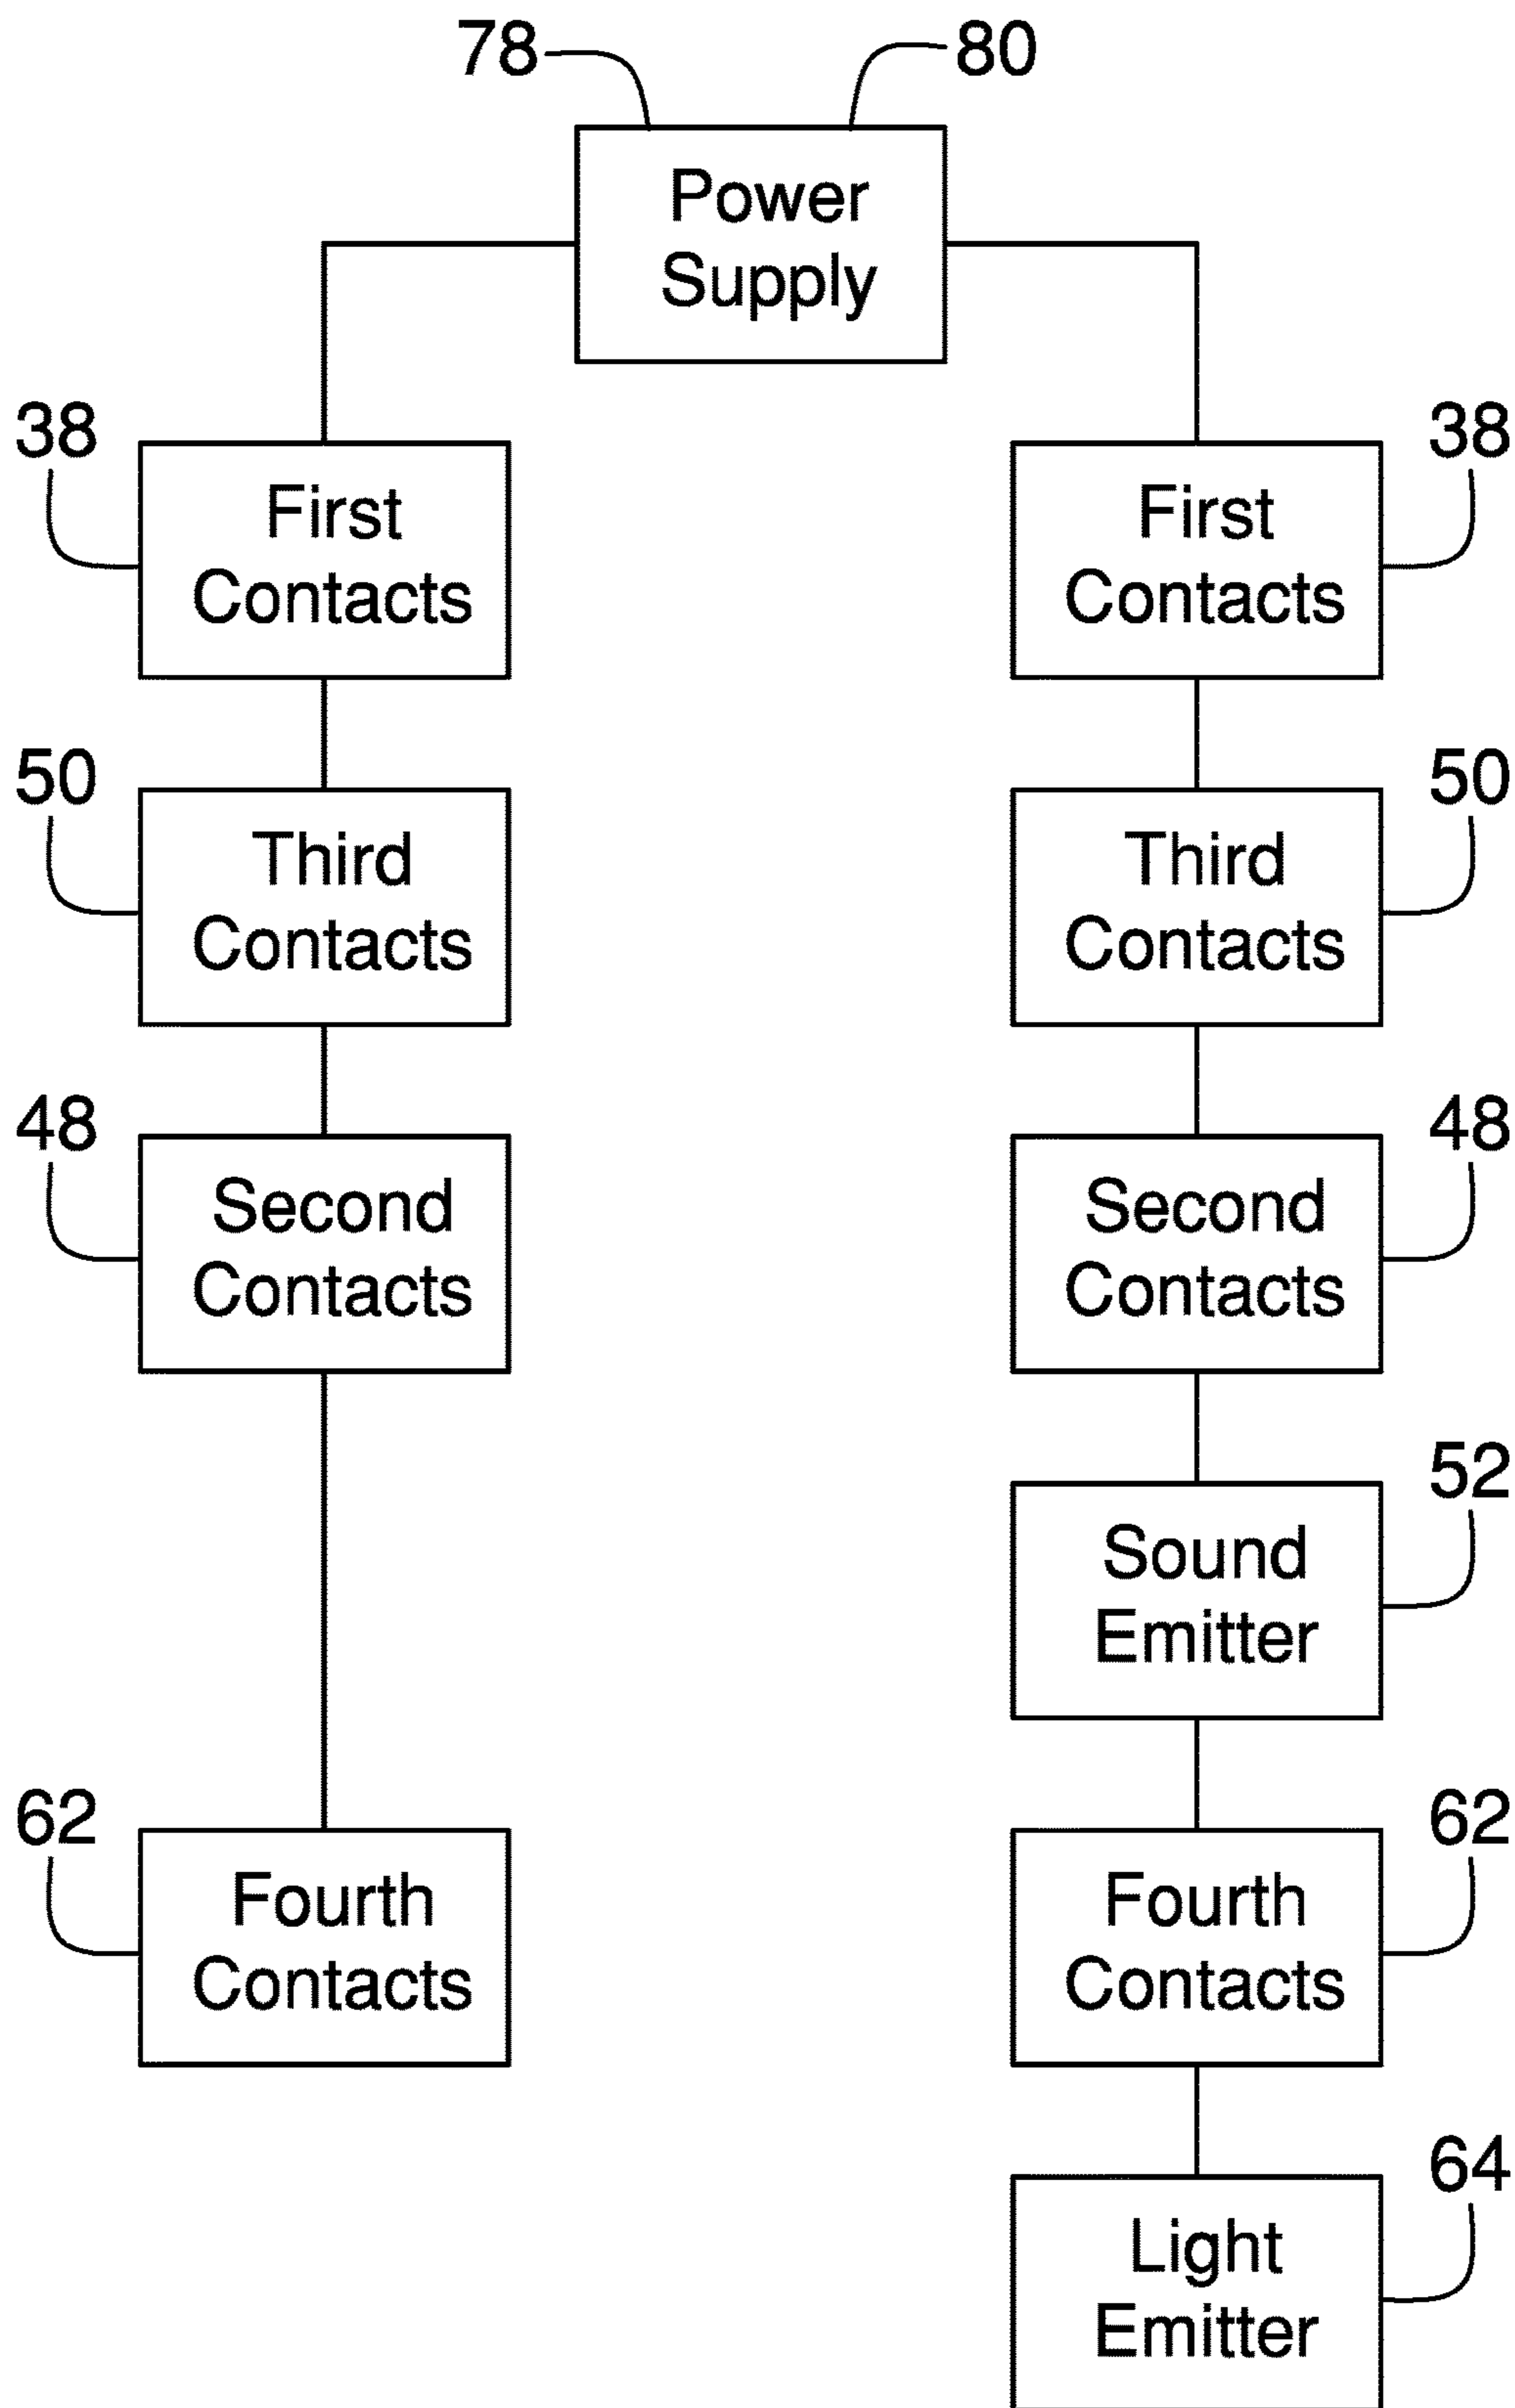 78 80
Power
Supply
38 38
First First
Contacts Contacts
50 50
Third Third
Contacts Contacts
48 48
Second Second
Contacts Contacts
52
Sound
Emitter
62 62
Fourth Fourth
Contacts Contacts
64
Light
Emitter